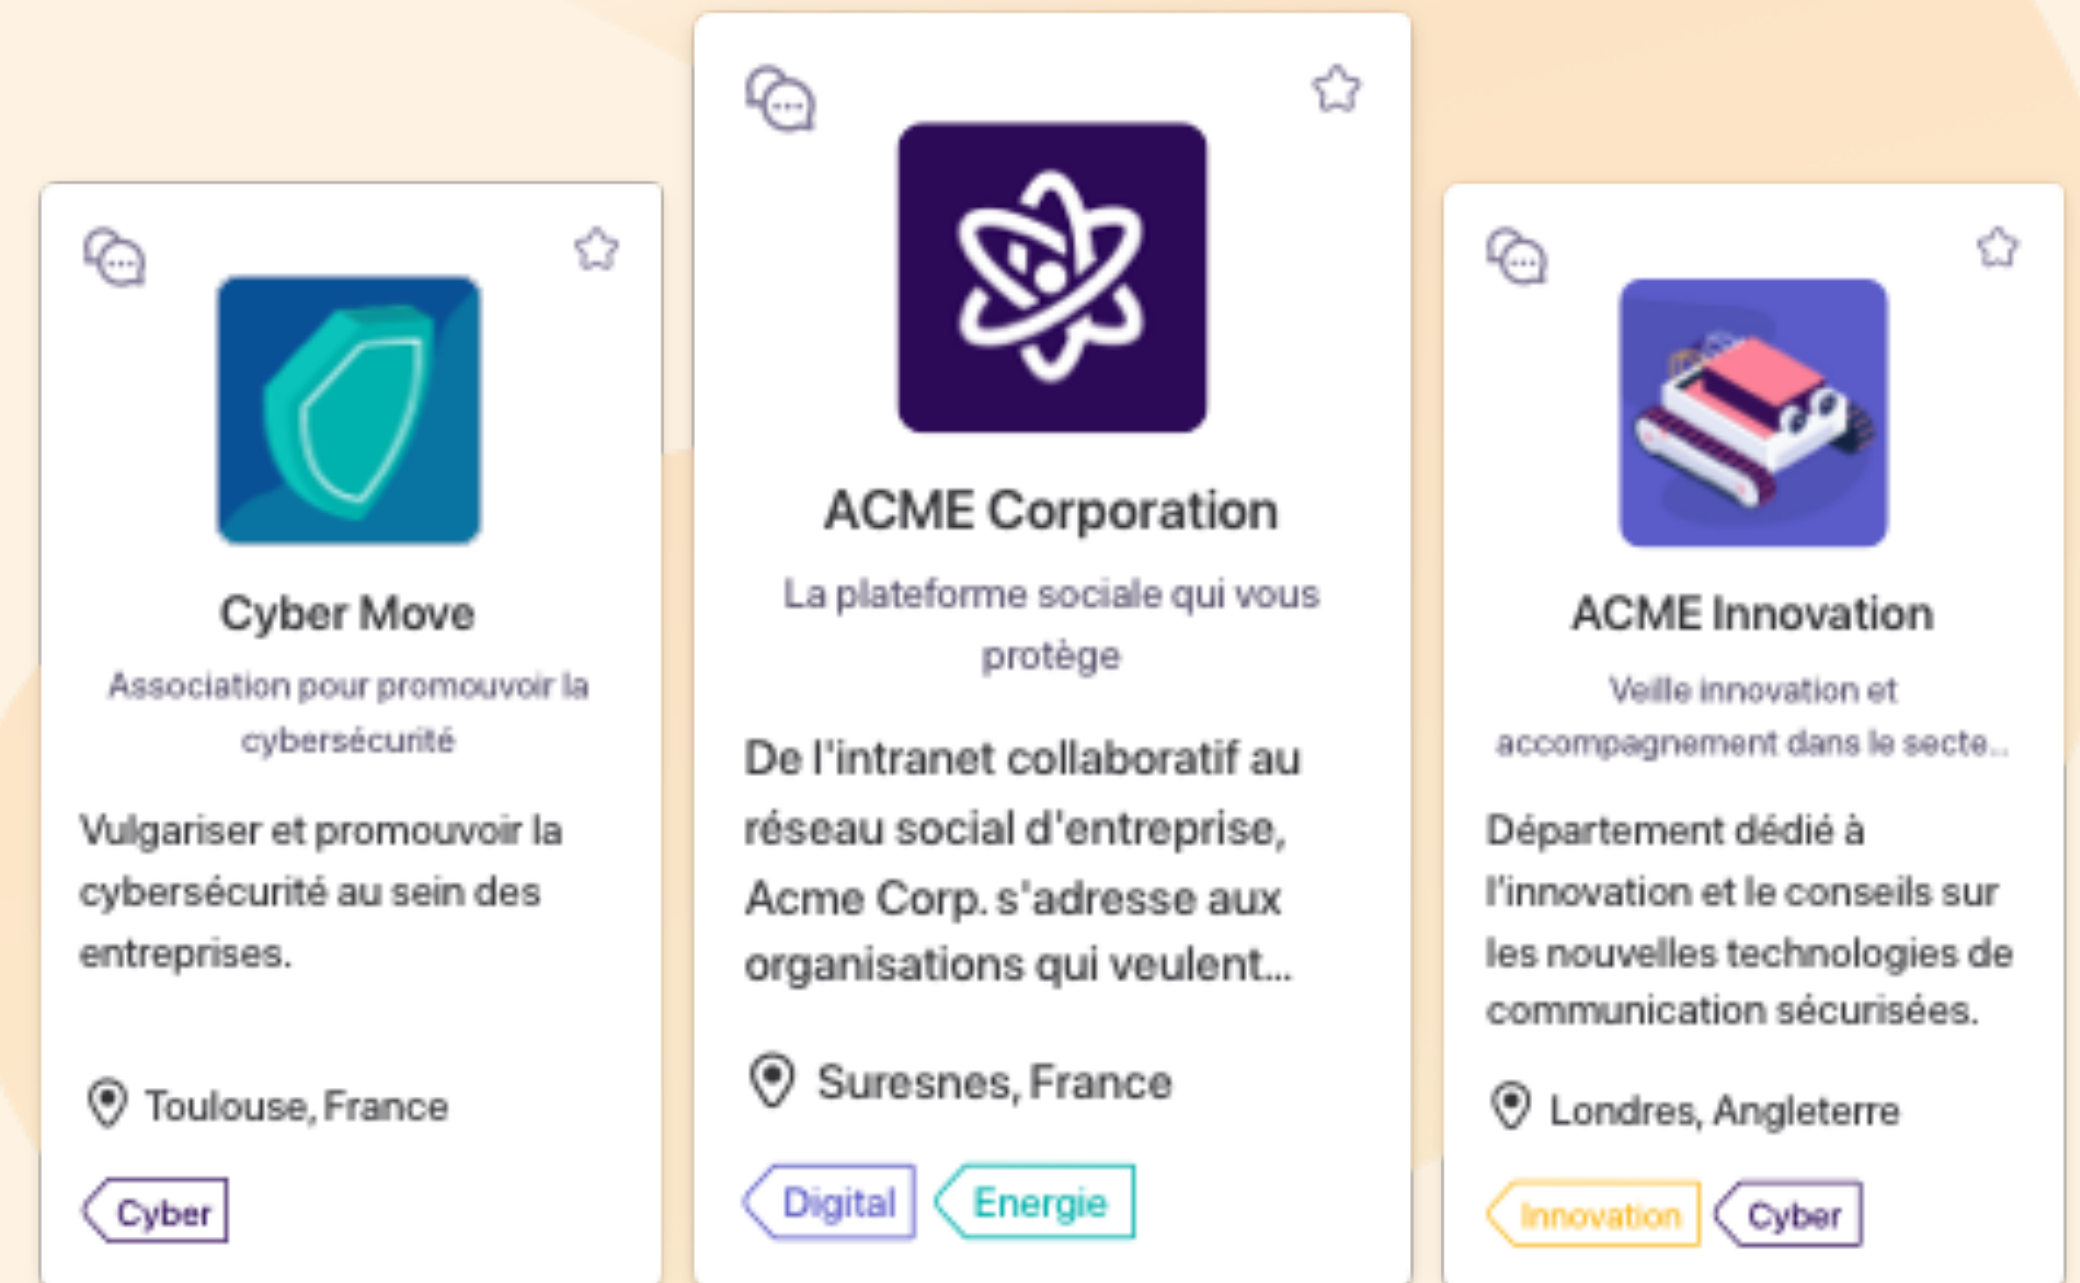 Cyber Move
Association pour promouvoir la
cybersécurité
Vulgariser et promouvoir la
cybersécurité au sein des
entreprises.
Toulouse, France
Cyber
ACME Corporation
La plateforme sociale qui vous
protège
De l'intranet collaboratif au
réseau social d'entreprise,
Acme Corp. s'adresse aux
organisations qui veulent...
Suresnes, France
Digital Energie
ACME Innovation
Veille innovation et
accompagnement dans le secte...
Département dédié à
l'innovation et le conseils sur
les nouvelles technologies de
communication sécurisées.
Londres, Angleterre
Innovation Cyber